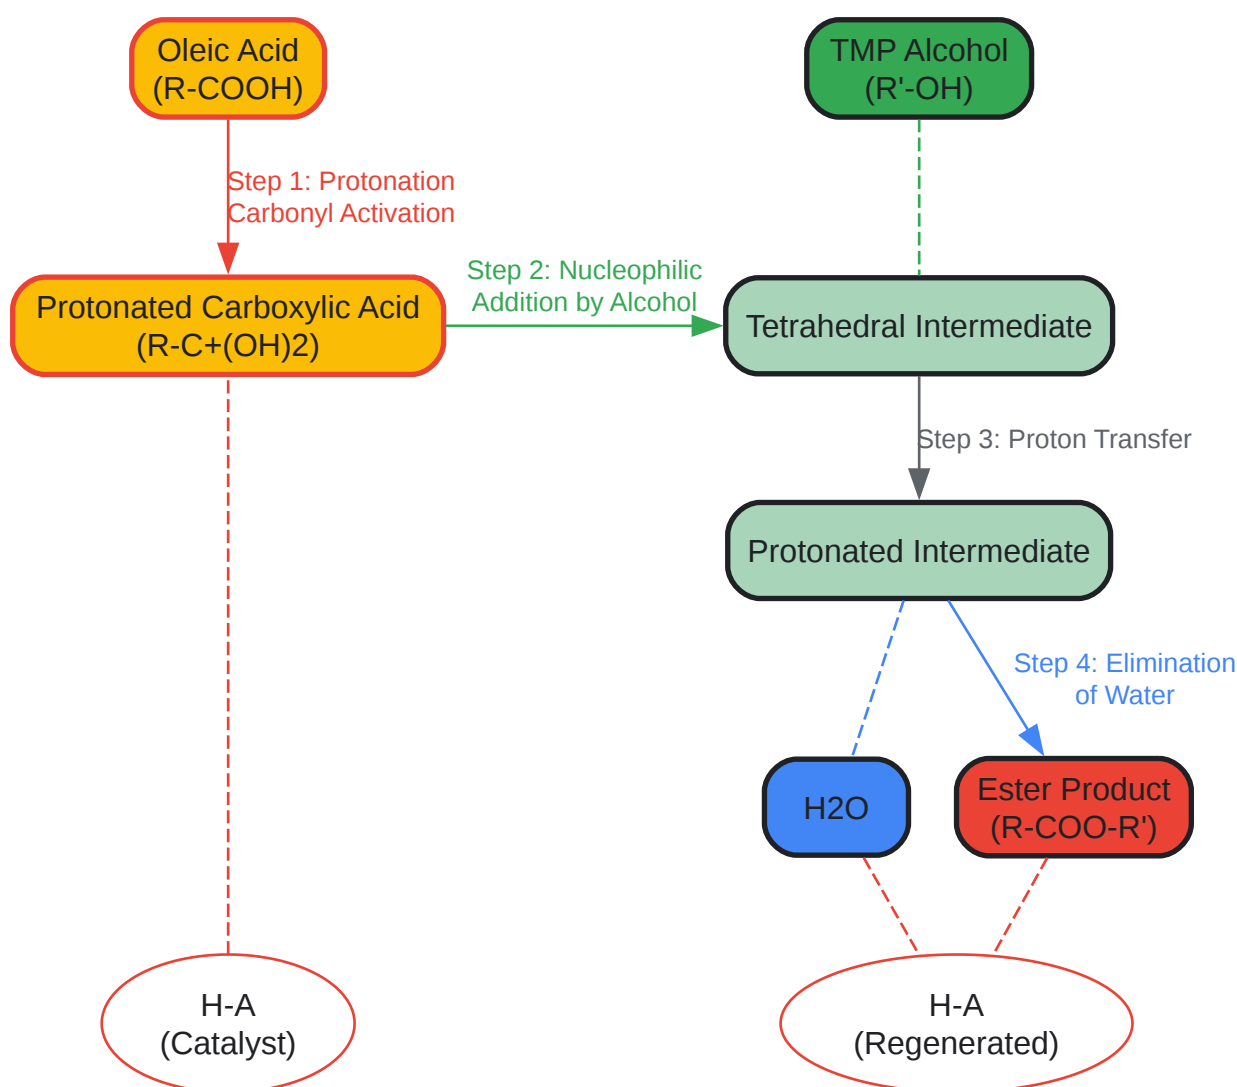 Oleic Acid
(R-COOH)
TMP Alcohol
(R'-OH)
Step 1: Protonation
Carbonyl Activation
Step 2: Nucleophilic
Addition by Alcohol
Protonated Carboxylic Acid
(R-C+(OH)2)
Tetrahedral Intermediate
Step 3: Proton Transfer
Protonated Intermediate
Step 4: Elimination
of Water
H2O
Ester Product
(R-COO-R')
H-A
(Catalyst)
H-A
(Regenerated)